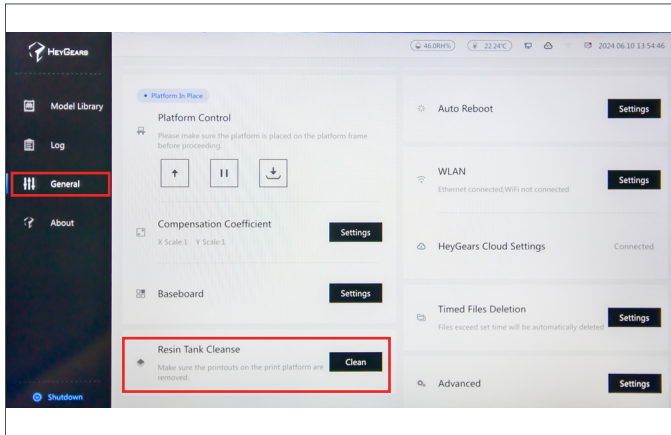 HEYGEARS
46.0RH%
22.24℃
2024.06.10 13:54:46
Model Library
Log
General
About
Shutdown
Platform In Place
Platform Control
Please make sure the platform is placed on the platform frame
before proceeding.
Compensation Coefficient
X Scale:1 Y Scale:1
Settings
Baseboard
Settings
Resin Tank Cleanse
Make sure the printouts on the print platform are
removed.
Clean
Auto Reboot
Settings
WLAN
Ethernet connected;WiFi not connected
Settings
HeyGears Cloud Settings
Connected
Timed Files Deletion
Files exceed set time will be automatically deleted
Settings
Advanced
Settings